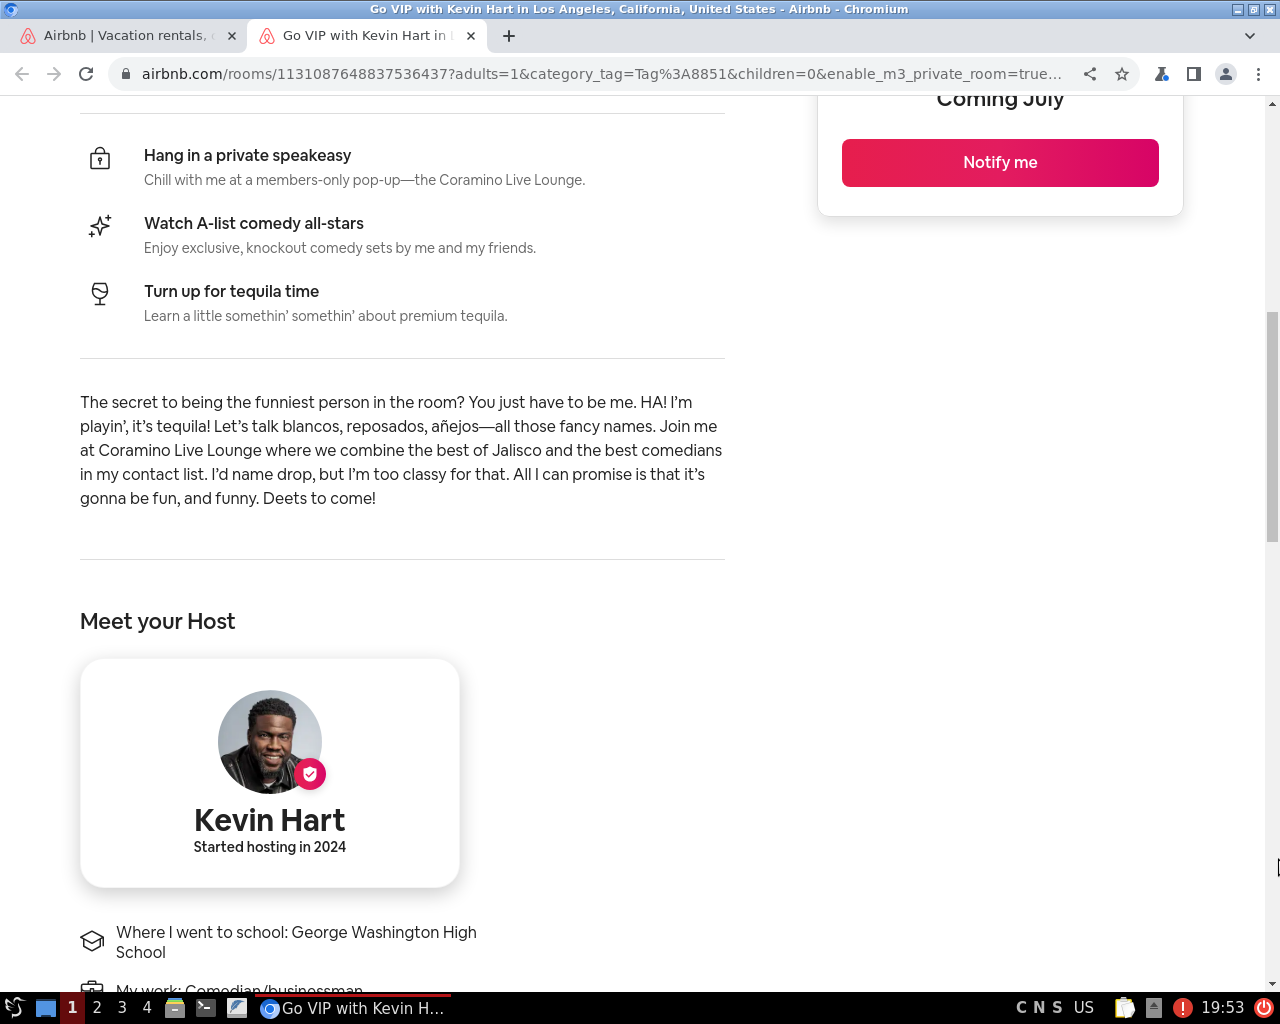 Go VIP with Kevin Hart in Los Angeles, California, United States - Airbnb - Chromium
Airbnb | Vacation rentals,
Go VIP with Kevin Hart in
airbnb.com/rooms/1131087648837536437?adults=1&category_tag=Tag%3A8851&children=0&enable_m3_private_room=true…
Coming July
Notify me
Hang in a private speakeasy
Chill with me at a members-only pop-up—the Coramino Live Lounge.
Watch A-list comedy all-stars
Enjoy exclusive, knockout comedy sets by me and my friends.
Turn up for tequila time
Learn a little somethin’ somethin’ about premium tequila.
The secret to being the funniest person in the room? You just have to be me. HA! I’m
playin’, it’s tequila! Let’s talk blancos, reposados, añejos—all those fancy names. Join me
at Coramino Live Lounge where we combine the best of Jalisco and the best comedians
in my contact list. I’d name drop, but I’m too classy for that. All I can promise is that it’s
gonna be fun, and funny. Deets to come!
Meet your Host
Kevin Hart
Started hosting in 2024
Where I went to school: George Washington High
School
My work: Comedian/businessman
1 2 3 4
Go VIP with Kevin H...
C N S US
19:53